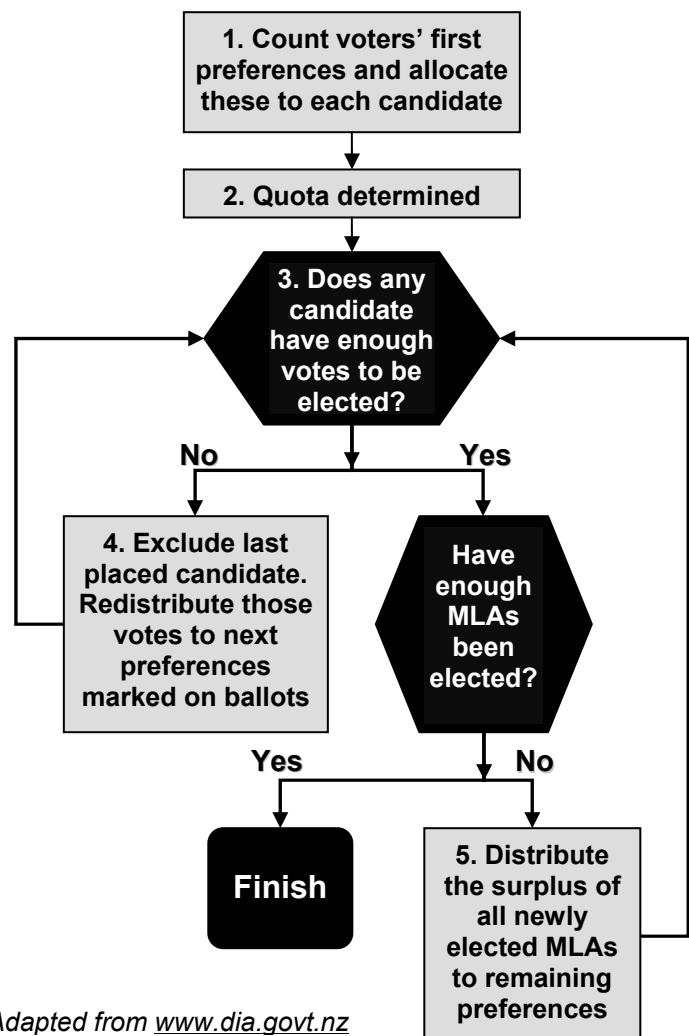 1. Count voters’ first
preferences and allocate
these to each candidate
2. Quota determined
3. Does any
candidate
have enough
votes to be
elected?
No
Yes
4. Exclude last
placed candidate.
Redistribute those
votes to next
preferences
marked on ballots
Have
enough
MLAs
been
elected?
Yes
No
Finish
5. Distribute
the surplus of
all newly
elected MLAs
to remaining
preferences
Adapted from www.dia.govt.nz